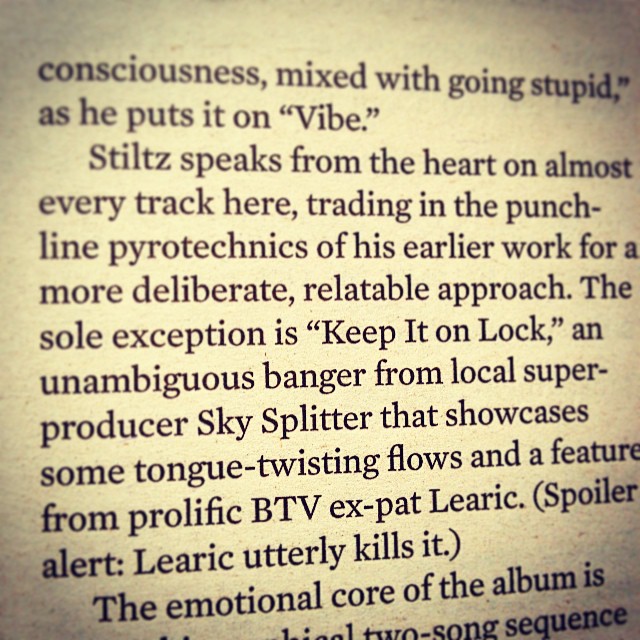 consciousness, mixed with going stupid,"
as he puts it on “Vibe.”
Stiltz speaks from the heart on almost
every track here, trading in the punch-
line pyrotechnics of his earlier work for a
more deliberate, relatable approach. The
sole exception is “Keep It on Lock,” an
unambiguous banger from local super-
producer Sky Splitter that showcases
some tongue-twisting flows and a feature
from prolific BTV ex-pat Learic. (Spoiler
alert: Learic utterly kills it.)
The emotional core of the album is
two-song sequence